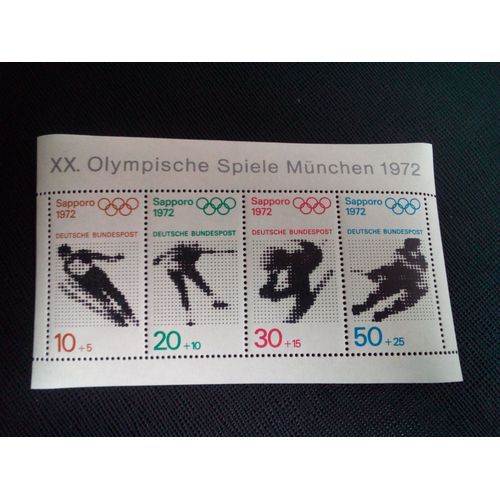 XX. Olympische Spiele München 1972
Sapporo
1972
DEUTSCHE BUNDESPOST
10 + 5
Sapporo
1972
DEUTSCHE BUNDESPOST
20 + 10
Sapporo
1972
DEUTSCHE BUNDESPOST
30 + 15
Sapporo
1972
DEUTSCHE BUNDESPOST
50 + 25